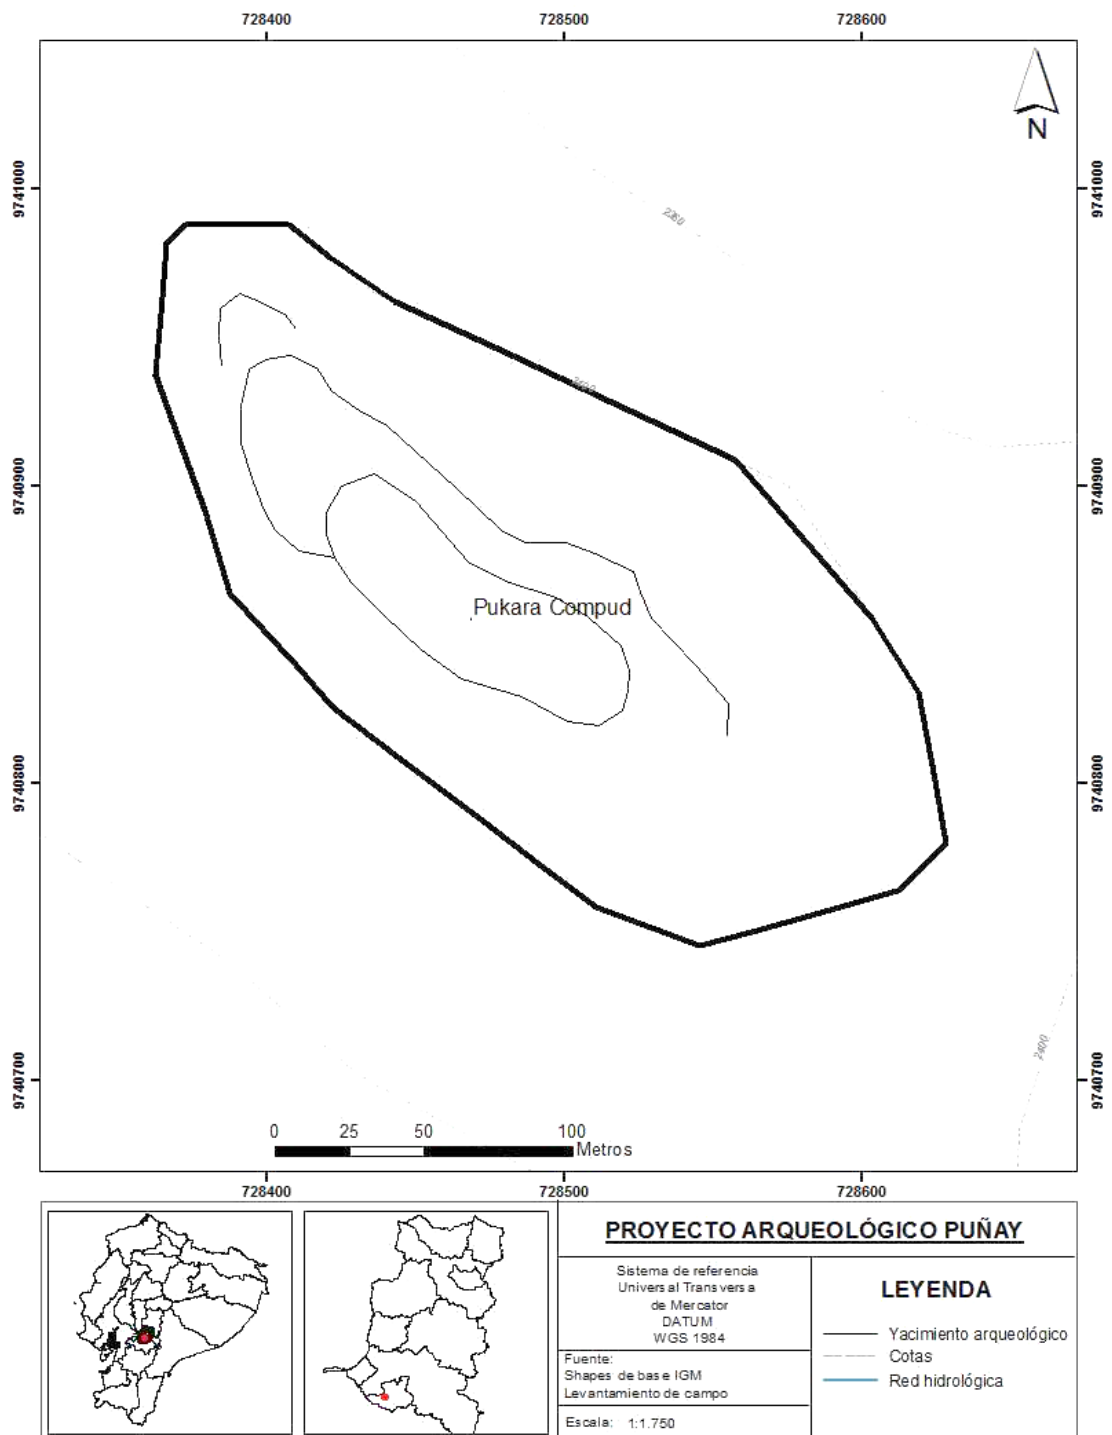 728400
728500
728600
N
9741000
9741000
2360
9740900
9740900
Pukara Compud
9740800
9740800
2400
9740700
9740700
0 25 50 100
Metros
728400
728500
728600
PROYECTO ARQUEOLÓGICO PUÑAY
Sistema de referencia
Universal Transversa
de Mercator
DATUM
WGS 1984
Fuente:
Shapes de base IGM
Levantamiento de campo
Escala: 1:1.750
LEYENDA
Yacimiento arqueológico
Cotas
Red hidrológica